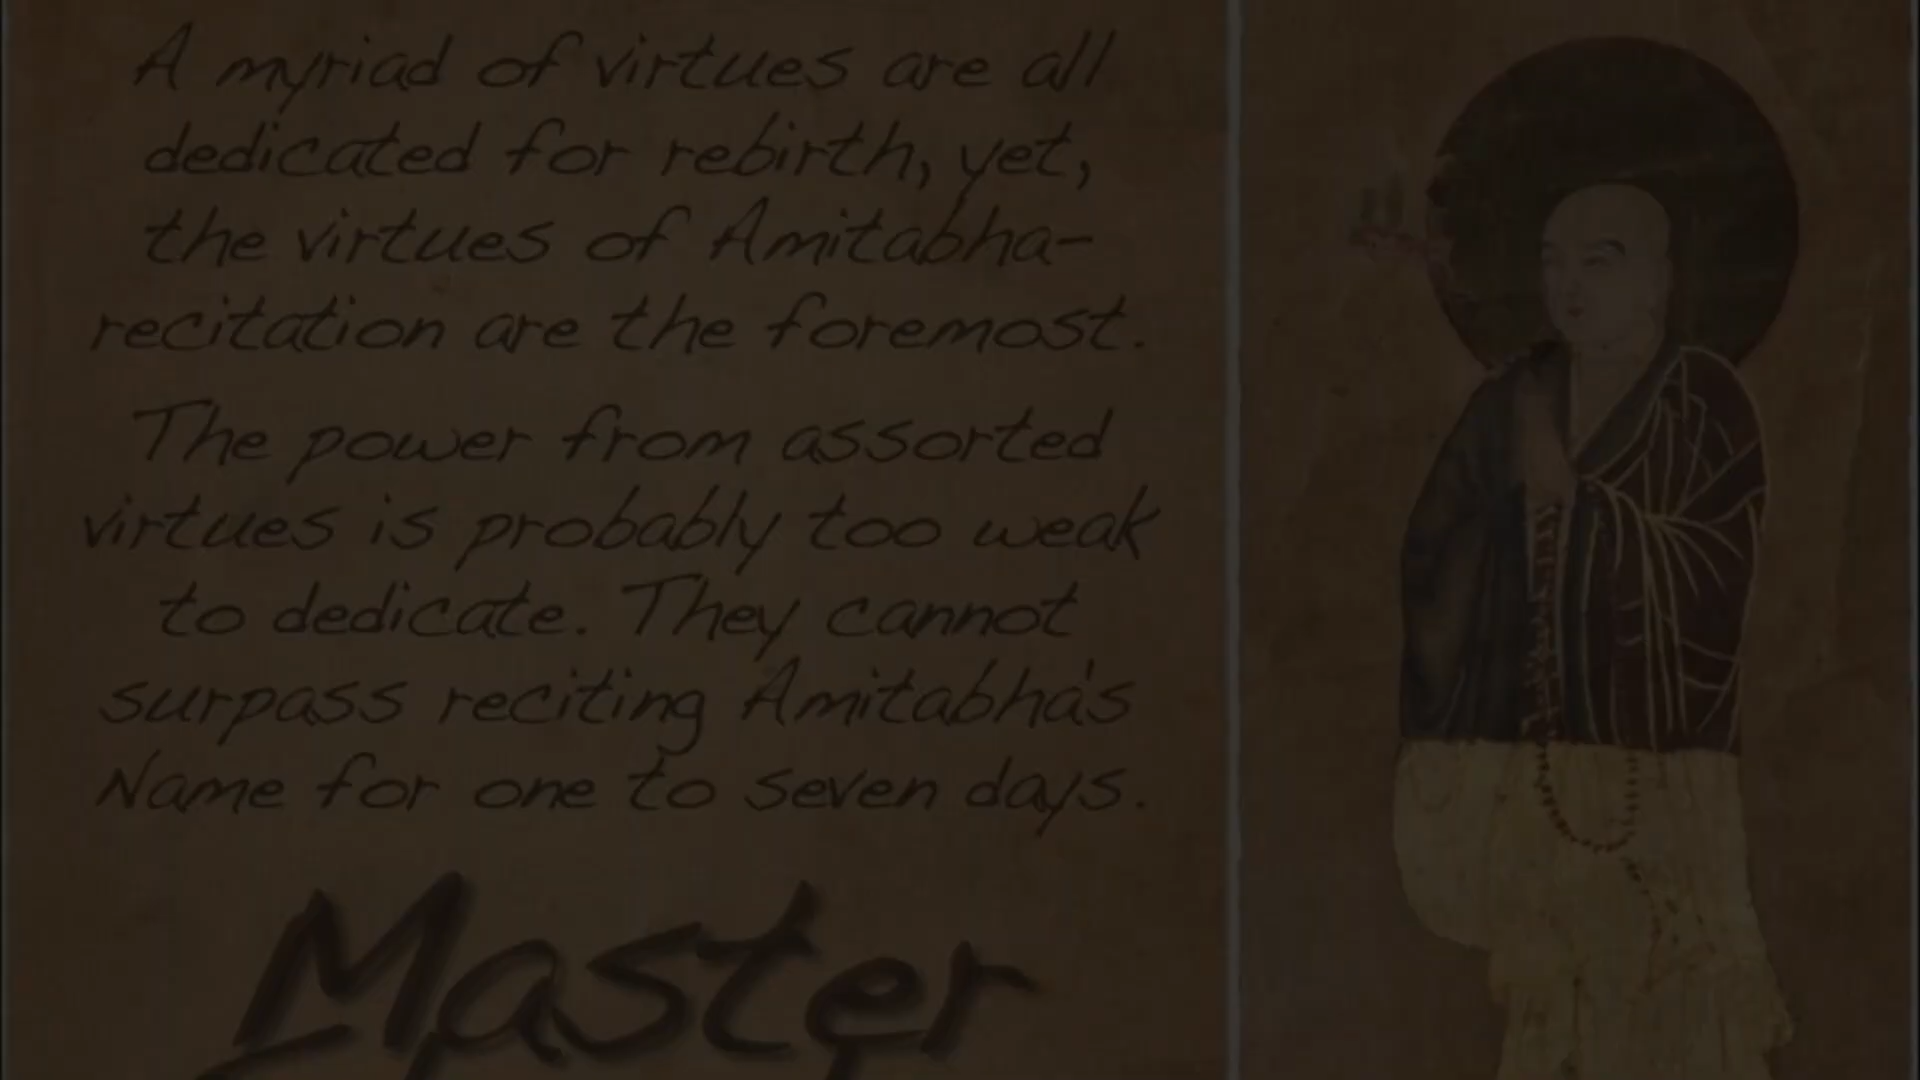 A myriad of virtues are all
dedicated for rebirth, yet,
the virtues of Amitabha-
recitation are the foremost.
The power from assorted
virtues is probably too weak
to dedicate. They cannot
surpass reciting Amitabha's
Name for one to seven days.
Master